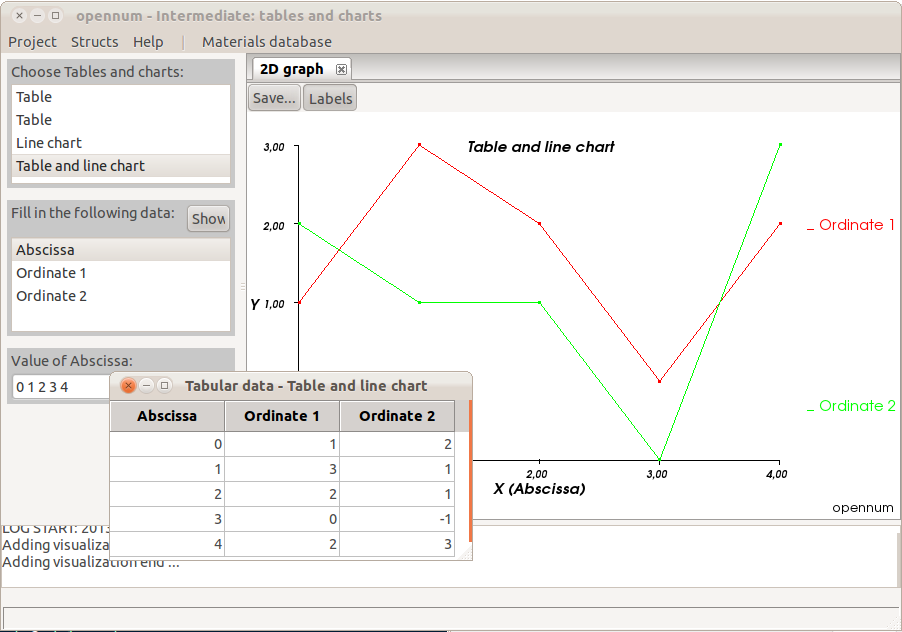 opennum - Intermediate: tables and charts
Project Structs Help | Materials database
Choose Tables and charts:
Table
Table
Line chart
Table and line chart
Fill in the following data: Show
Abscissa
Ordinate 1
Ordinate 2
Value of Abscissa:
0 1 2 3 4
2D graph
Save... Labels
Table and line chart
3,00
2,00
Y 1,00
2,00 3,00 4,00
X (Abscissa)
Ordinate 1
Ordinate 2
opennum
Tabular data - Table and line chart
Abscissa Ordinate 1 Ordinate 2
0 1 2
1 3 1
2 2 1
3 0 -1
4 2 3
LOG START: 201
Adding visualiza
Adding visualization end ...